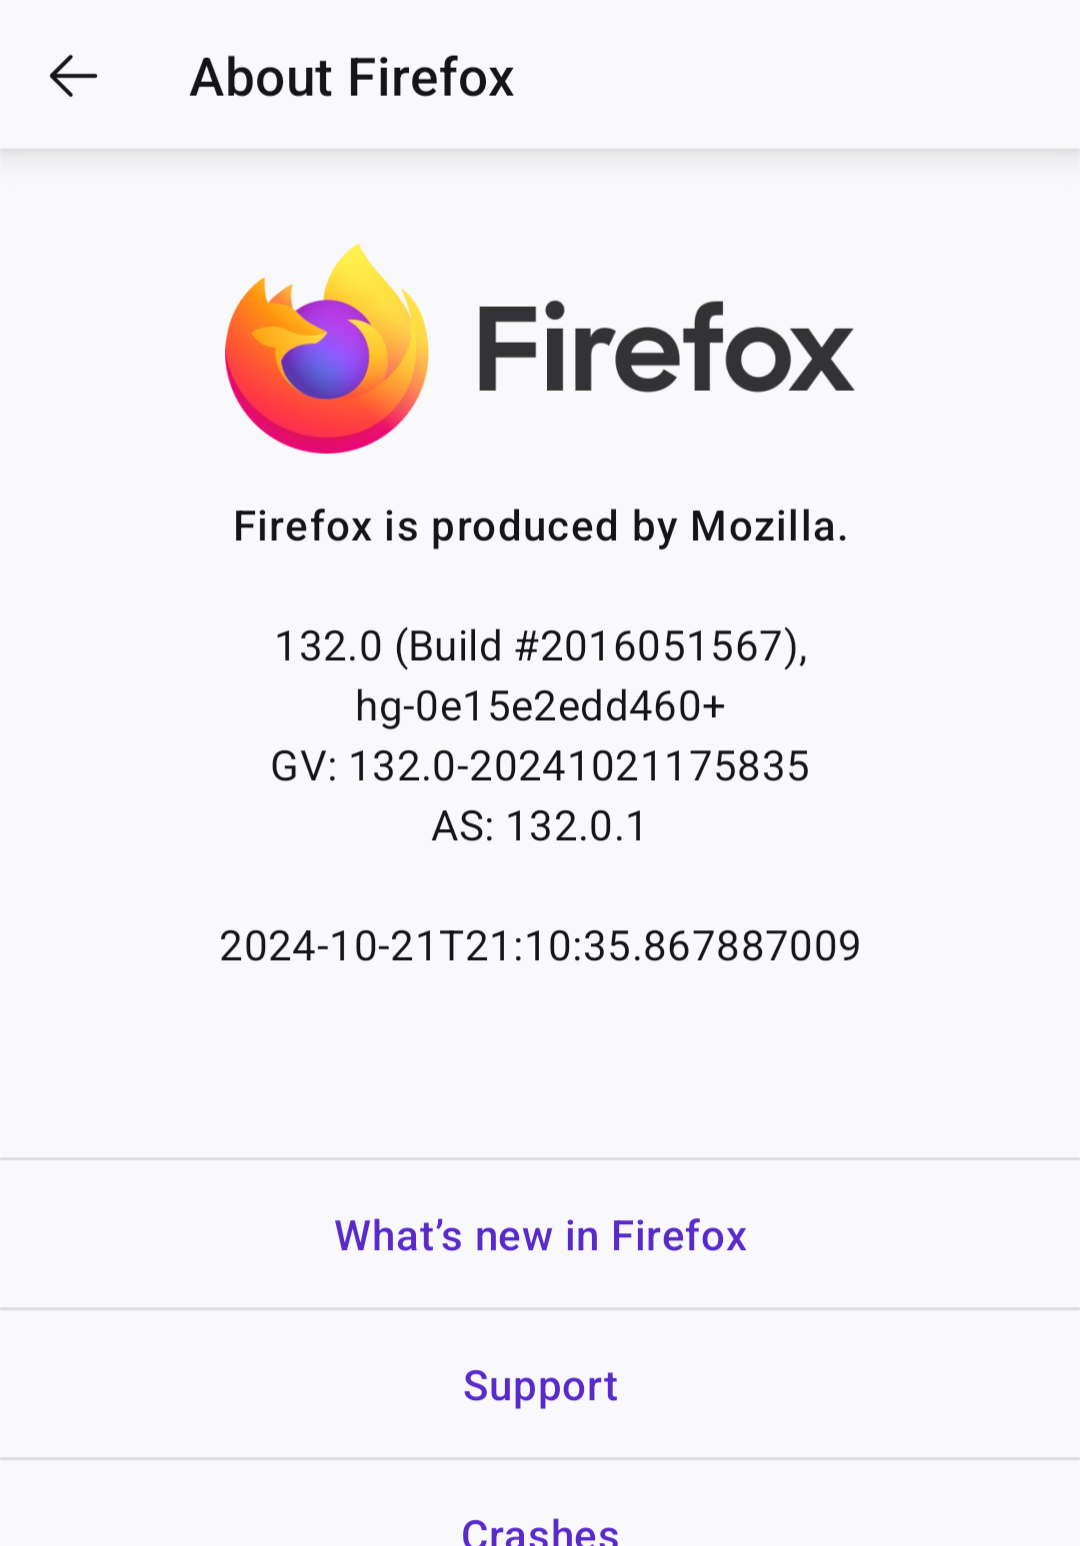 About Firefox
Firefox
Firefox is produced by Mozilla.
132.0 (Build #2016051567),
hg-0e15e2edd460+
GV: 132.0-20241021175835
AS: 132.0.1
2024-10-21T21:10:35.867887009
What’s new in Firefox
Support
Crashes